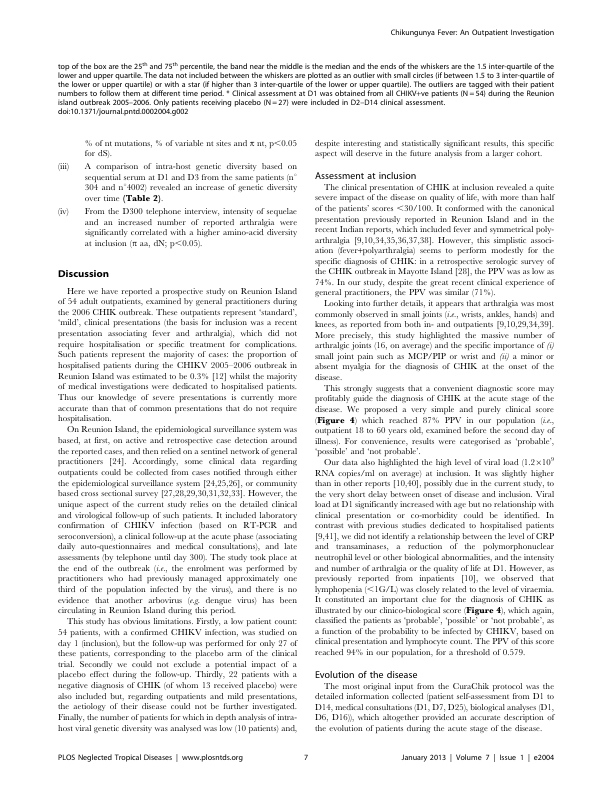 Chikungunya Fever: An Outpatient Investigation
top of the box are the 25th and 75th percentile, the band near the middle is the median and the ends of the whiskers are the 1.5 inter-quartile of the
lower and upper quartile. The data not included between the whiskers are plotted as an outlier with small circles (if between 1.5 to 3 inter-quartile of
the lower or upper quartile) or with a star (if higher than 3 inter-quartile of the lower or upper quartile). The outliers are tagged with their patient
numbers to follow them at different time period. * Clinical assessment at D1 was obtained from all CHIKV+ve patients (N = 54) during the Reunion
island outbreak 2005–2006. Only patients receiving placebo (N = 27) were included in D2–D14 clinical assessment.
doi:10.1371/journal.pntd.0002004.g002
% of nt mutations, % of variable nt sites and π nt, p<0.05
for dS).
(iii) A comparison of intra-host genetic diversity based on
sequential serum at D1 and D3 from the same patients (n°
304 and n°4002) revealed an increase of genetic diversity
over time (Table 2).
(iv) From the D300 telephone interview, intensity of sequelae
and an increased number of reported arthralgia were
significantly correlated with a higher amino-acid diversity
at inclusion (π aa, dN; p<0.05).
Discussion
Here we have reported a prospective study on Reunion Island
of 54 adult outpatients, examined by general practitioners during
the 2006 CHIK outbreak. These outpatients represent 'standard',
'mild', clinical presentations (the basis for inclusion was a recent
presentation associating fever and arthralgia), which did not
require hospitalisation or specific treatment for complications.
Such patients represent the majority of cases: the proportion of
hospitalised patients during the CHIKV 2005–2006 outbreak in
Reunion Island was estimated to be 0.3% [12] whilst the majority
of medical investigations were dedicated to hospitalised patients.
Thus our knowledge of severe presentations is currently more
accurate than that of common presentations that do not require
hospitalisation.
On Reunion Island, the epidemiological surveillance system was
based, at first, on active and retrospective case detection around
the reported cases, and then relied on a sentinel network of general
practitioners [24]. Accordingly, some clinical data regarding
outpatients could be collected from cases notified through either
the epidemiological surveillance system [24,25,26], or community
based cross sectional survey [27,28,29,30,31,32,33]. However, the
unique aspect of the current study relies on the detailed clinical
and virological follow-up of such patients. It included laboratory
confirmation of CHIKV infection (based on RT-PCR and
seroconversion), a clinical follow-up at the acute phase (associating
daily auto-questionnaires and medical consultations), and late
assessments (by telephone until day 300). The study took place at
the end of the outbreak (i.e., the enrolment was performed by
practitioners who had previously managed approximately one
third of the population infected by the virus), and there is no
evidence that another arbovirus (e.g. dengue virus) has been
circulating in Reunion Island during this period.
This study has obvious limitations. Firstly, a low patient count:
54 patients, with a confirmed CHIKV infection, was studied on
day 1 (inclusion), but the follow-up was performed for only 27 of
these patients, corresponding to the placebo arm of the clinical
trial. Secondly we could not exclude a potential impact of a
placebo effect during the follow-up. Thirdly, 22 patients with a
negative diagnosis of CHIK (of whom 13 received placebo) were
also included but, regarding outpatients and mild presentations,
the aetiology of their disease could not be further investigated.
Finally, the number of patients for which in depth analysis of intra-
host viral genetic diversity was analysed was low (10 patients) and,
despite interesting and statistically significant results, this specific
aspect will deserve in the future analysis from a larger cohort.
Assessment at inclusion
The clinical presentation of CHIK at inclusion revealed a quite
severe impact of the disease on quality of life, with more than half
of the patients' scores <30/100. It conformed with the canonical
presentation previously reported in Reunion Island and in the
recent Indian reports, which included fever and symmetrical poly-
arthralgia [9,10,34,35,36,37,38]. However, this simplistic associ-
ation (fever+polyarthralgia) seems to perform modestly for the
specific diagnosis of CHIK: in a retrospective serologic survey of
the CHIK outbreak in Mayotte Island [28], the PPV was as low as
74%. In our study, despite the great recent clinical experience of
general practitioners, the PPV was similar (71%).
Looking into further details, it appears that arthralgia was most
commonly observed in small joints (i.e., wrists, ankles, hands) and
knees, as reported from both in- and outpatients [9,10,29,34,39].
More precisely, this study highlighted the massive number of
arthralgic joints (16, on average) and the specific importance of (i)
small joint pain such as MCP/PIP or wrist and (ii) a minor or
absent myalgia for the diagnosis of CHIK at the onset of the
disease.
This strongly suggests that a convenient diagnostic score may
profitably guide the diagnosis of CHIK at the acute stage of the
disease. We proposed a very simple and purely clinical score
(Figure 4) which reached 87% PPV in our population (i.e.,
outpatient 18 to 60 years old, examined before the second day of
illness). For convenience, results were categorised as 'probable',
'possible' and 'not probable'.
Our data also highlighted the high level of viral load (1.2×10⁹
RNA copies/ml on average) at inclusion. It was slightly higher
than in other reports [10,40], possibly due in the current study, to
the very short delay between onset of disease and inclusion. Viral
load at D1 significantly increased with age but no relationship with
clinical presentation or co-morbidity could be identified. In
contrast with previous studies dedicated to hospitalised patients
[9,41], we did not identify a relationship between the level of CRP
and transaminases, a reduction of the polymorphonuclear
neutrophil level or other biological abnormalities, and the intensity
and number of arthralgia or the quality of life at D1. However, as
previously reported from inpatients [10], we observed that
lymphopenia (<1G/L) was closely related to the level of viraemia.
It constituted an important clue for the diagnosis of CHIK as
illustrated by our clinico-biological score (Figure 4), which again,
classified the patients as 'probable', 'possible' or 'not probable', as
a function of the probability to be infected by CHIKV, based on
clinical presentation and lymphocyte count. The PPV of this score
reached 94% in our population, for a threshold of 0.579.
Evolution of the disease
The most original input from the CuraChik protocol was the
detailed information collected (patient self-assessment from D1 to
D14, medical consultations (D1, D7, D25), biological analyses (D1,
D6, D16)), which altogether provided an accurate description of
the evolution of patients during the acute stage of the disease.
PLOS Neglected Tropical Diseases | www.plosntds.org
7
January 2013 | Volume 7 | Issue 1 | e2004